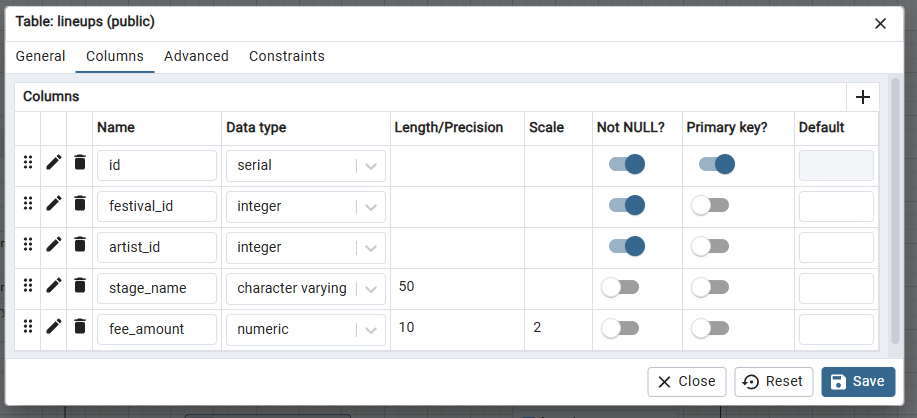 Table: lineups (public)
General Columns Advanced Constraints
Columns
Name Data type Length/Precision Scale Not NULL? Primary key? Default
id serial
festival_id integer
artist_id integer
stage_name character varying 50
fee_amount numeric 10 2
Close Reset Save